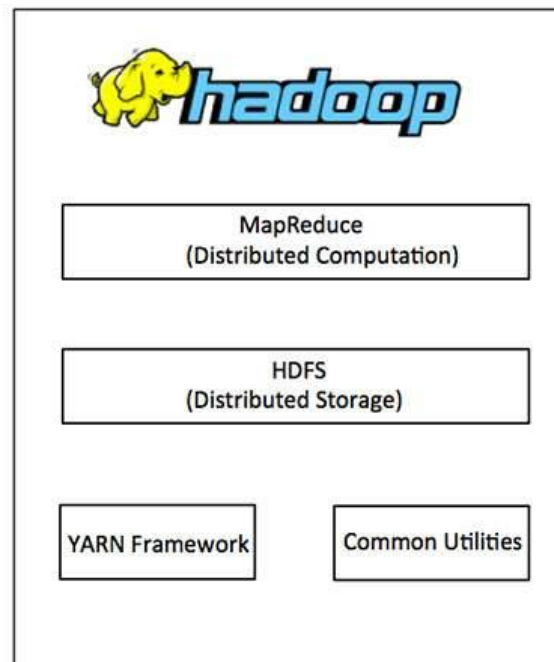 hadoop
MapReduce
(Distributed Computation)
HDFS
(Distributed Storage)
YARN Framework
Common Utilities